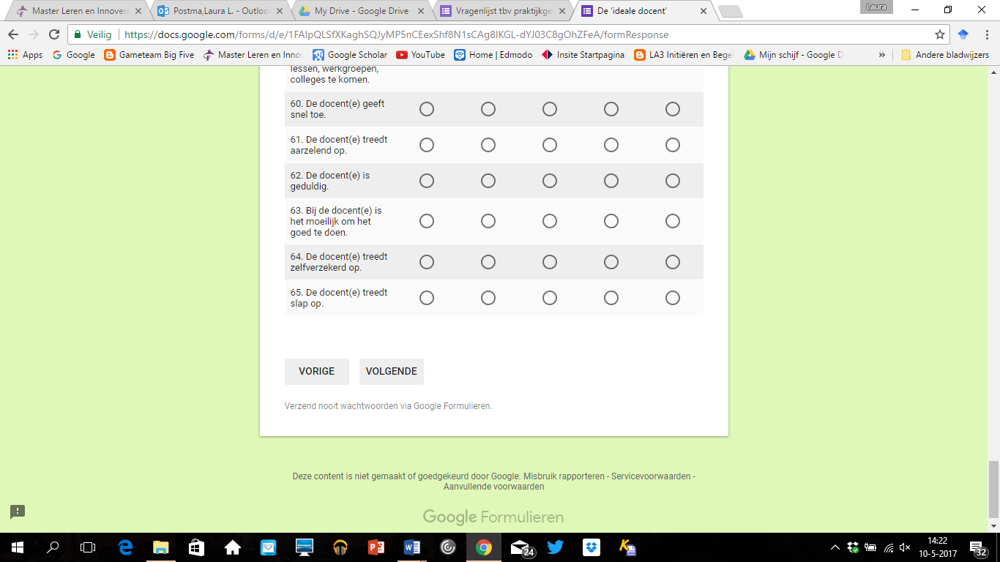 Laura
Master Leren en Innover
Postma,Laura L. - Outloo
My Drive - Google Drive
Vragenlijst tbv praktijkge
De 'ideale docent'
Veilig
https://docs.google.com/forms/d/e/1FAIpQLSfXKaghSQJyMP5nCEexShf8N1sCAg8IKGL-dYJ03C8gOhZFeA/formResponse
Apps
Google
Gameteam Big Five
Master Leren en Inno
Google Scholar
YouTube
Home | Edmodo
Insite Startpagina
LA3 Initiëren en Bege
Mijn schijf - Google D
»
Andere bladwijzers
lessen, werkgroepen,
colleges te komen.
60. De docent(e) geeft
snel toe.
61. De docent(e) treedt
aarzelend op.
62. De docent(e) is
geduldig.
63. Bij de docent(e) is
het moeilijk om het
goed te doen.
64. De docent(e) treedt
zelfverzekerd op.
65. De docent(e) treedt
slap op.
VORIGE
VOLGENDE
Verzend nooit wachtwoorden via Google Formulieren.
Deze content is niet gemaakt of goedgekeurd door Google. Misbruik rapporteren - Servicevoorwaarden -
Aanvullende voorwaarden
Google Formulieren
24
14:22
10-5-2017
32